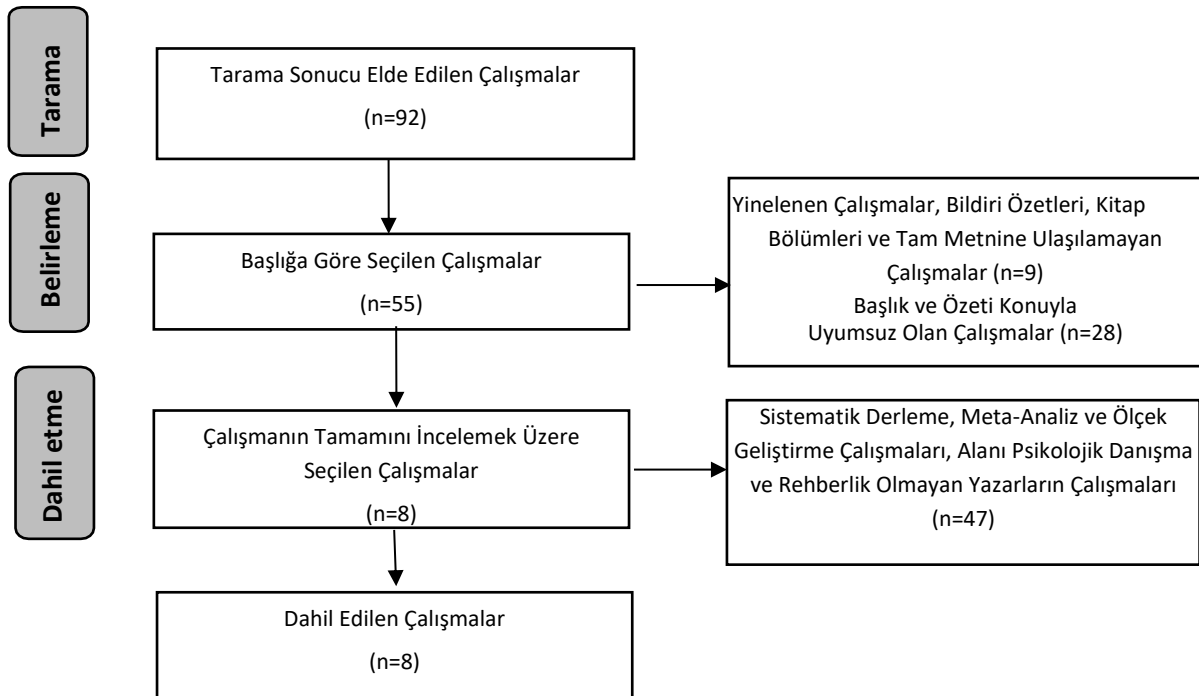 Tarama
Tarama Sonucu Elde Edilen Çalışmalar
(n=92)
Belirleme
Başlığa Göre Seçilen Çalışmalar
(n=55)
Yinelenen Çalışmalar, Bildiri Özetleri, Kitap
Bölümleri ve Tam Metnine Ulaşılamayan
Çalışmalar (n=9)
Başlık ve Özeti Konuyla
Uyumsuz Olan Çalışmalar (n=28)
Dahil etme
Çalışmanın Tamamını İncelemek Üzere
Seçilen Çalışmalar
(n=8)
Sistematik Derleme, Meta-Analiz ve Ölçek
Geliştirme Çalışmaları, Alanı Psikolojik Danışma
ve Rehberlik Olmayan Yazarların Çalışmaları
(n=47)
Dahil Edilen Çalışmalar
(n=8)